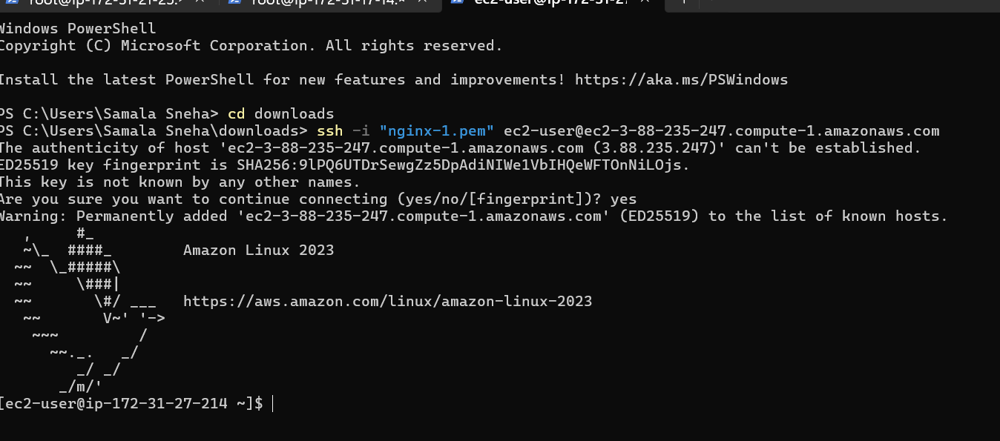 root@ip-172-31-21-25:~ root@ip-172-31-17-14:~ ec2-user@ip-172-31-27
Windows PowerShell
Copyright (C) Microsoft Corporation. All rights reserved.
Install the latest PowerShell for new features and improvements! https://aka.ms/PSWindows
PS C:\Users\Samala Sneha> cd downloads
PS C:\Users\Samala Sneha\downloads> ssh -i "nginx-1.pem" ec2-user@ec2-3-88-235-247.compute-1.amazonaws.com
The authenticity of host 'ec2-3-88-235-247.compute-1.amazonaws.com (3.88.235.247)' can't be established.
ED25519 key fingerprint is SHA256:9lPQ6UTDrSewgZz5DpAdiNIWe1VbIHQeWFTOnNiLOjs.
This key is not known by any other names.
Are you sure you want to continue connecting (yes/no/[fingerprint])? yes
Warning: Permanently added 'ec2-3-88-235-247.compute-1.amazonaws.com' (ED25519) to the list of known hosts.
   ,     #_
   ~\_  ####_        Amazon Linux 2023
  ~~  \_#####\
  ~~     \###|
  ~~       \#/ ___   https://aws.amazon.com/linux/amazon-linux-2023
   ~~       V~' '->
    ~~~         /
      ~~._.   _/
         _/ _/
       _/m/'
[ec2-user@ip-172-31-27-214 ~]$